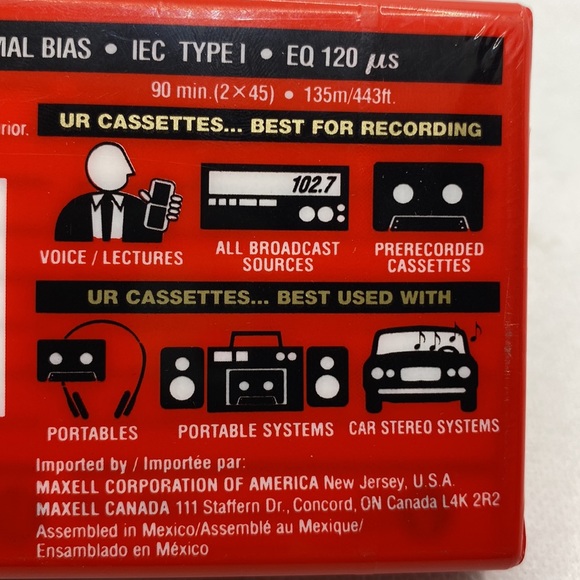 MAL BIAS • IEC TYPE I • EQ 120 µs
90 min. (2×45) • 135m/443ft.
rior.
UR CASSETTES... BEST FOR RECORDING
102.7
VOICE / LECTURES
ALL BROADCAST
SOURCES
PRERECORDED
CASSETTES
UR CASSETTES... BEST USED WITH
PORTABLES
PORTABLE SYSTEMS
CAR STEREO SYSTEMS
Imported by / Importée par:
MAXELL CORPORATION OF AMERICA New Jersey, U.S.A.
MAXELL CANADA 111 Staffern Dr., Concord, ON Canada L4K 2R2
Assembled in Mexico/Assemblé au Mexique/
Ensamblado en México